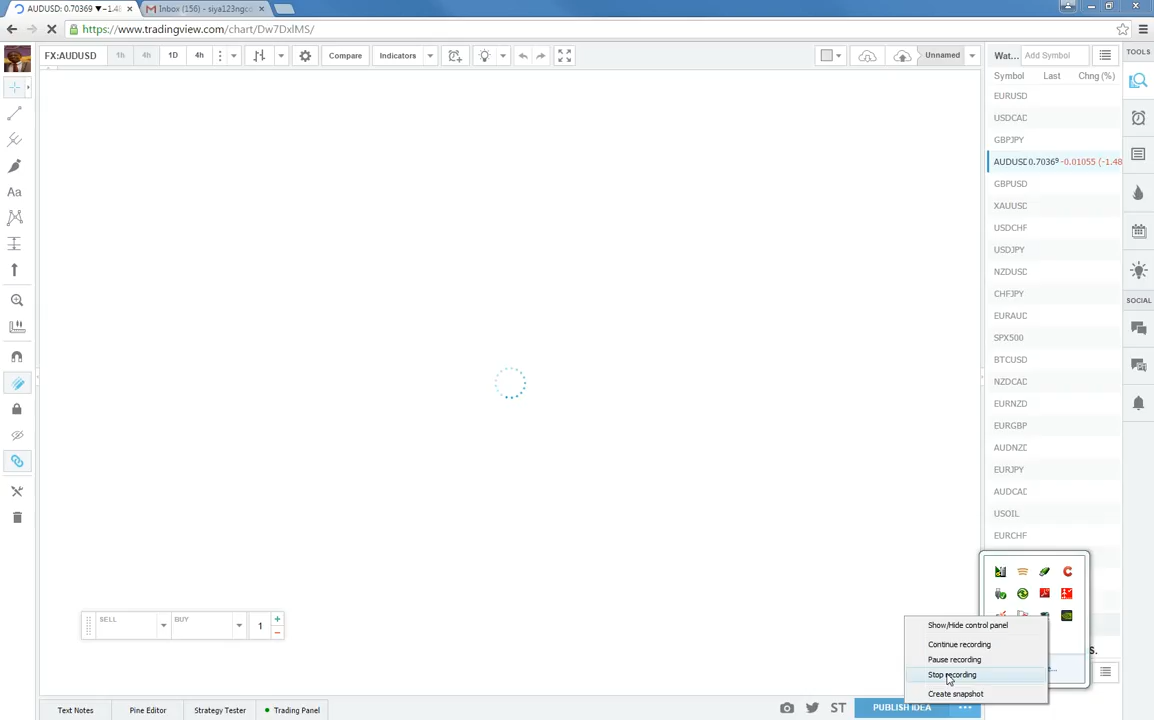 AUDUSD: 0.70369 ▼−1.48
Inbox (156) - siya123ngco
https://www.tradingview.com/chart/Dw7DxlMS/
FX:AUDUSD 1h 4h 1D 4h Compare Indicators Unnamed
Wat... Add Symbol
TOOLS
Symbol Last Chng (%)
EURUSD
USDCAD
GBPJPY
AUDUSD 0.70369 -0.01055 (-1.48
GBPUSD
XAUUSD
USDCHF
USDJPY
NZDUSD
CHFJPY
SOCIAL
EURAUD
SPX500
BTCUSD
NZDCAD
EURNZD
EURGBP
AUDNZD
EURJPY
AUDCAD
USOIL
EURCHF
Aa
SELL BUY 1
Show/Hide control panel
Continue recording
Pause recording
Stop recording
Create snapshot
S.
Text Notes Pine Editor Strategy Tester Trading Panel ST PUBLISH IDEA